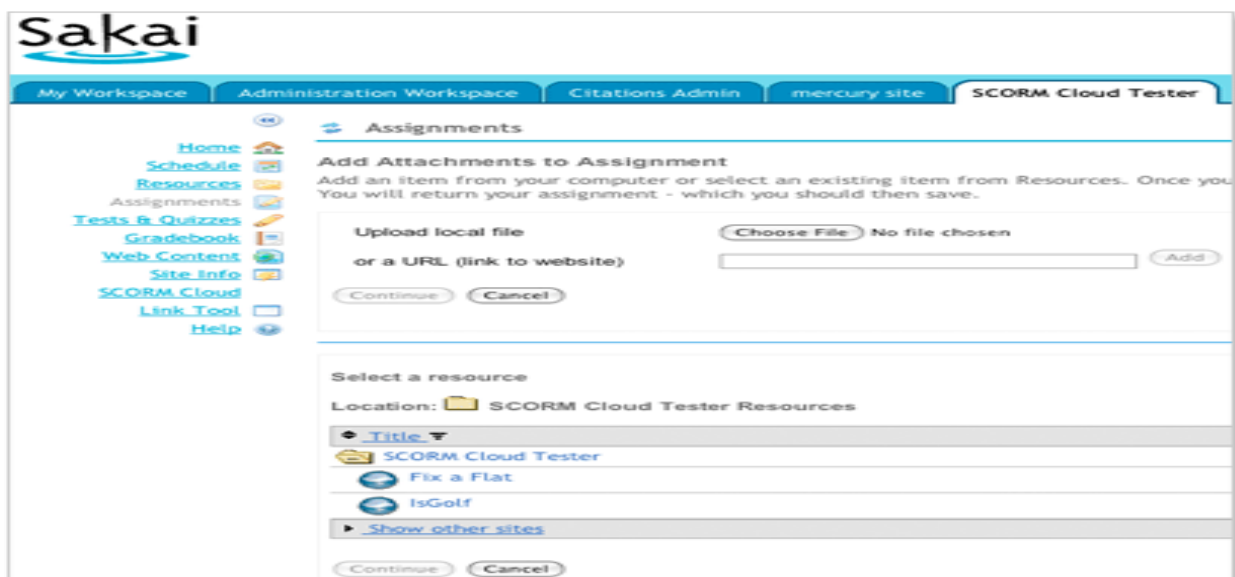 Sakai
My Workspace Administration Workspace Citations Admin mercury site SCORM Cloud Tester
Home
Schedule
Resources
Assignments
Tests & Quizzes
Gradebook
Web Content
Site Info
SCORM Cloud
Link Tool
Help
Assignments
Add Attachments to Assignment
Add an item from your computer or select an existing item from Resources. Once you
You will return your assignment - which you should then save.
Upload local file Choose File No file chosen
or a URL (link to website) Add
Continue Cancel
Select a resource
Location: SCORM Cloud Tester Resources
Title
SCORM Cloud Tester
Fix a Flat
IsGolf
Show other sites
Continue Cancel